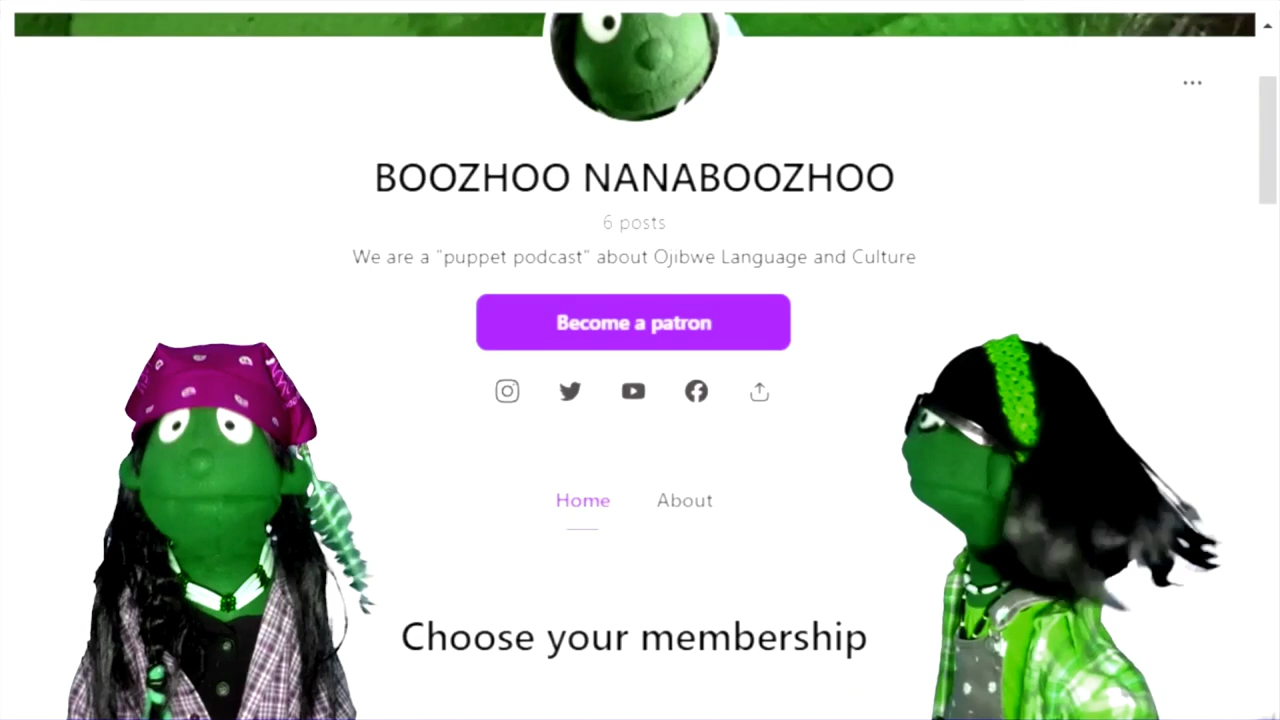 BOOZHOO NANABOOZHOO
6 posts
We are a "puppet podcast" about Ojibwe Language and Culture
Become a patron
Home About
Choose your membership